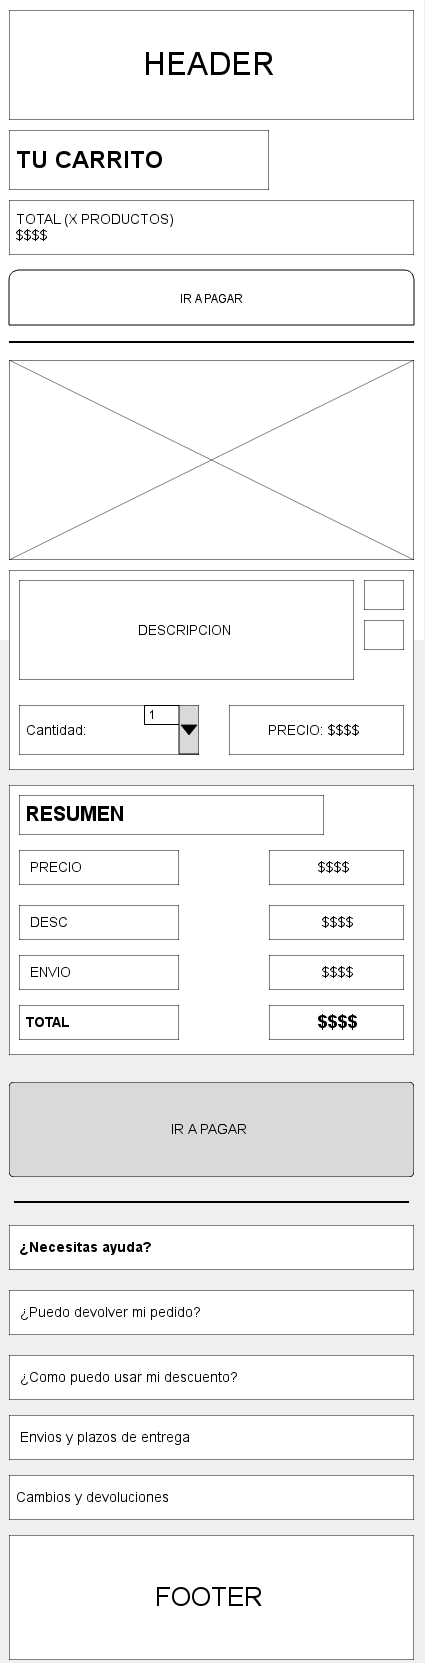 HEADER
TU CARRITO
TOTAL (X PRODUCTOS)
$$$$
IR A PAGAR
DESCRIPCION
Cantidad: 1
PRECIO: $$$$
RESUMEN
PRECIO $$$$
DESC $$$$
ENVIO $$$$
TOTAL $$$$
IR A PAGAR
¿Necesitas ayuda?
¿Puedo devolver mi pedido?
¿Como puedo usar mi descuento?
Envios y plazos de entrega
Cambios y devoluciones
FOOTER